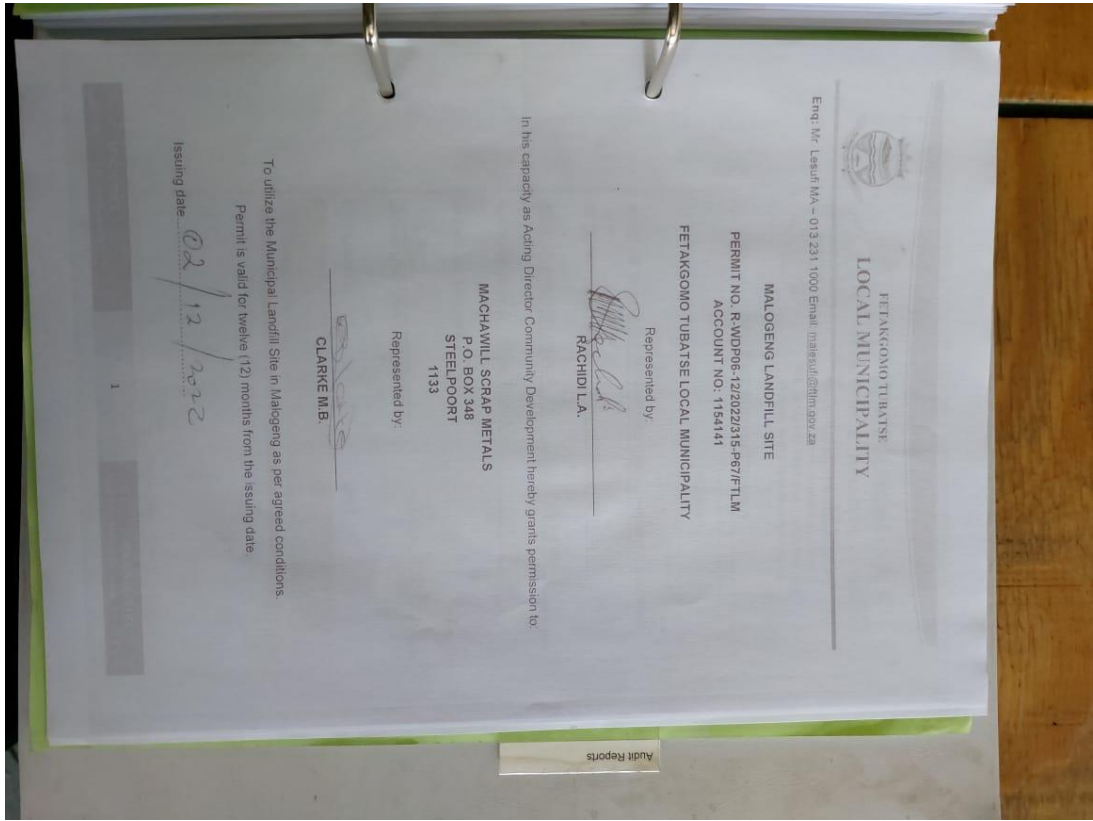 FETAKGOMO TUBATSE
LOCAL MUNICIPALITY
Enq: Mr. Lesufi MA – 013 231 1000 Email: malesufi@ftlm.gov.za
MALOGENG LANDFILL SITE
PERMIT NO. R-WDP06-12/2022/315-P67/FTLM
ACCOUNT NO: 1154141
FETAKGOMO TUBATSE LOCAL MUNICIPALITY
Represented by:
RACHIDI L.A.
In his capacity as Acting Director Community Development hereby grants permission to:
MACHAWILL SCRAP METALS
P.O. BOX 348
STEELPOORT
1133
Represented by:
CLARKE M.B.
To utilize the Municipal Landfill Site in Malogeng as per agreed conditions.
Permit is valid for twelve (12) months from the issuing date.
Issuing date 02/12/2022
1
Audit Reports